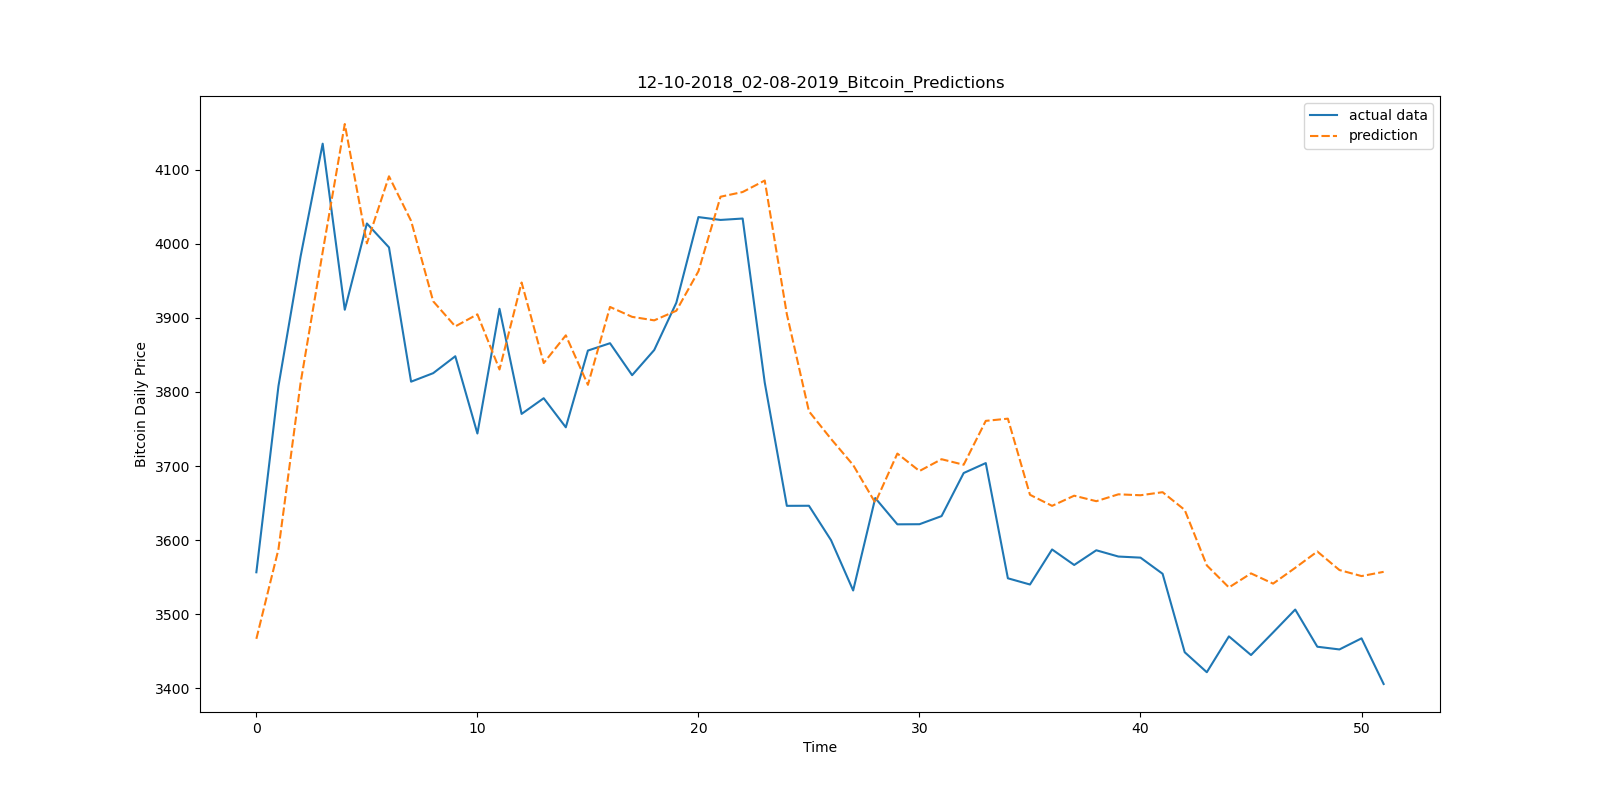 12-10-2018_02-08-2019_Bitcoin_Predictions
actual data
prediction
Bitcoin Daily Price
4100
4000
3900
3800
3700
3600
3500
3400
0 10 20 30 40 50
Time